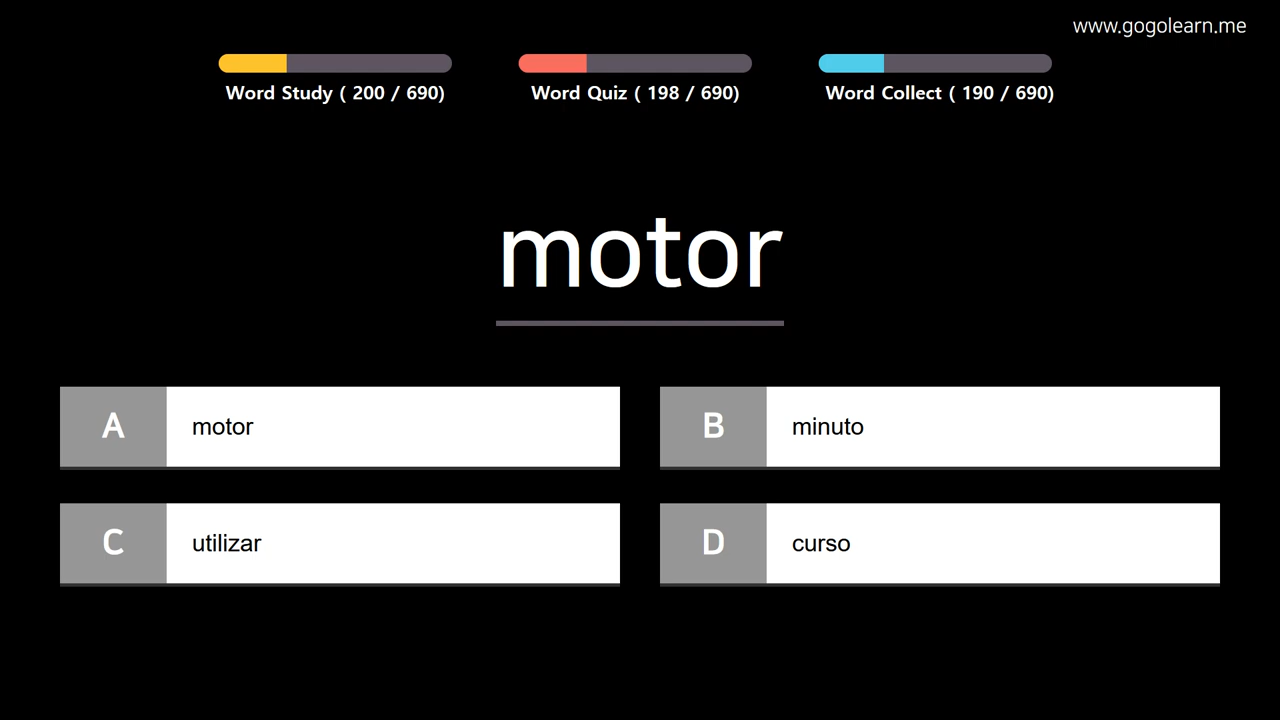 www.gogolearn.me
Word Study ( 200 / 690)
Word Quiz ( 198 / 690)
Word Collect ( 190 / 690)
motor
A motor
B minuto
C utilizar
D curso